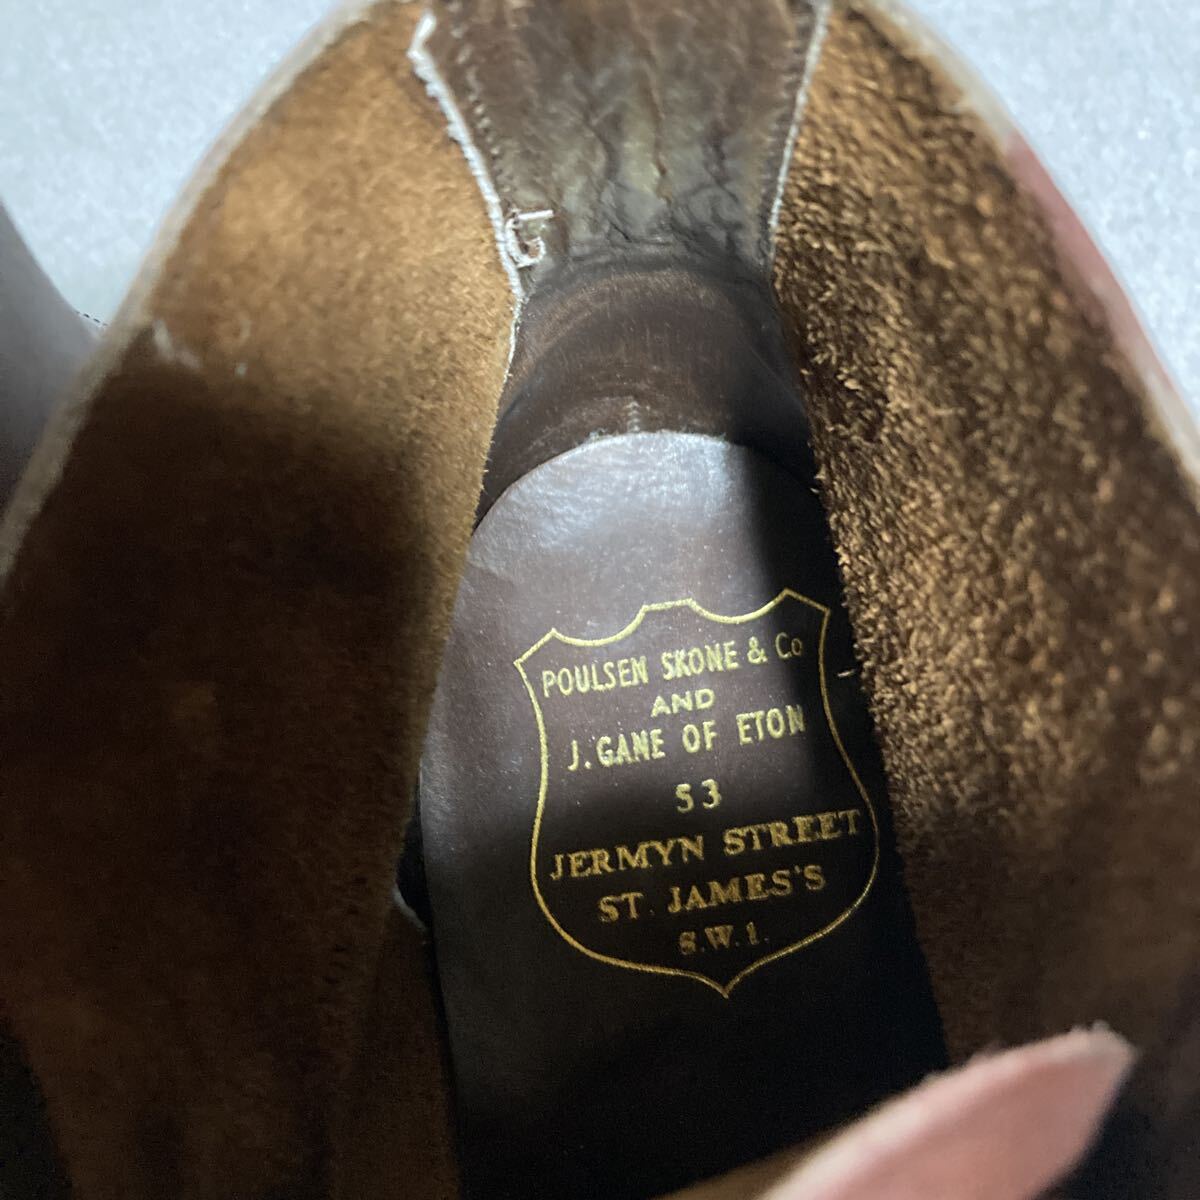 POULSEN SKONE & Co
AND
J. GANE OF ETON
53
JERMYN STREET
ST. JAMES'S
S.W.1.